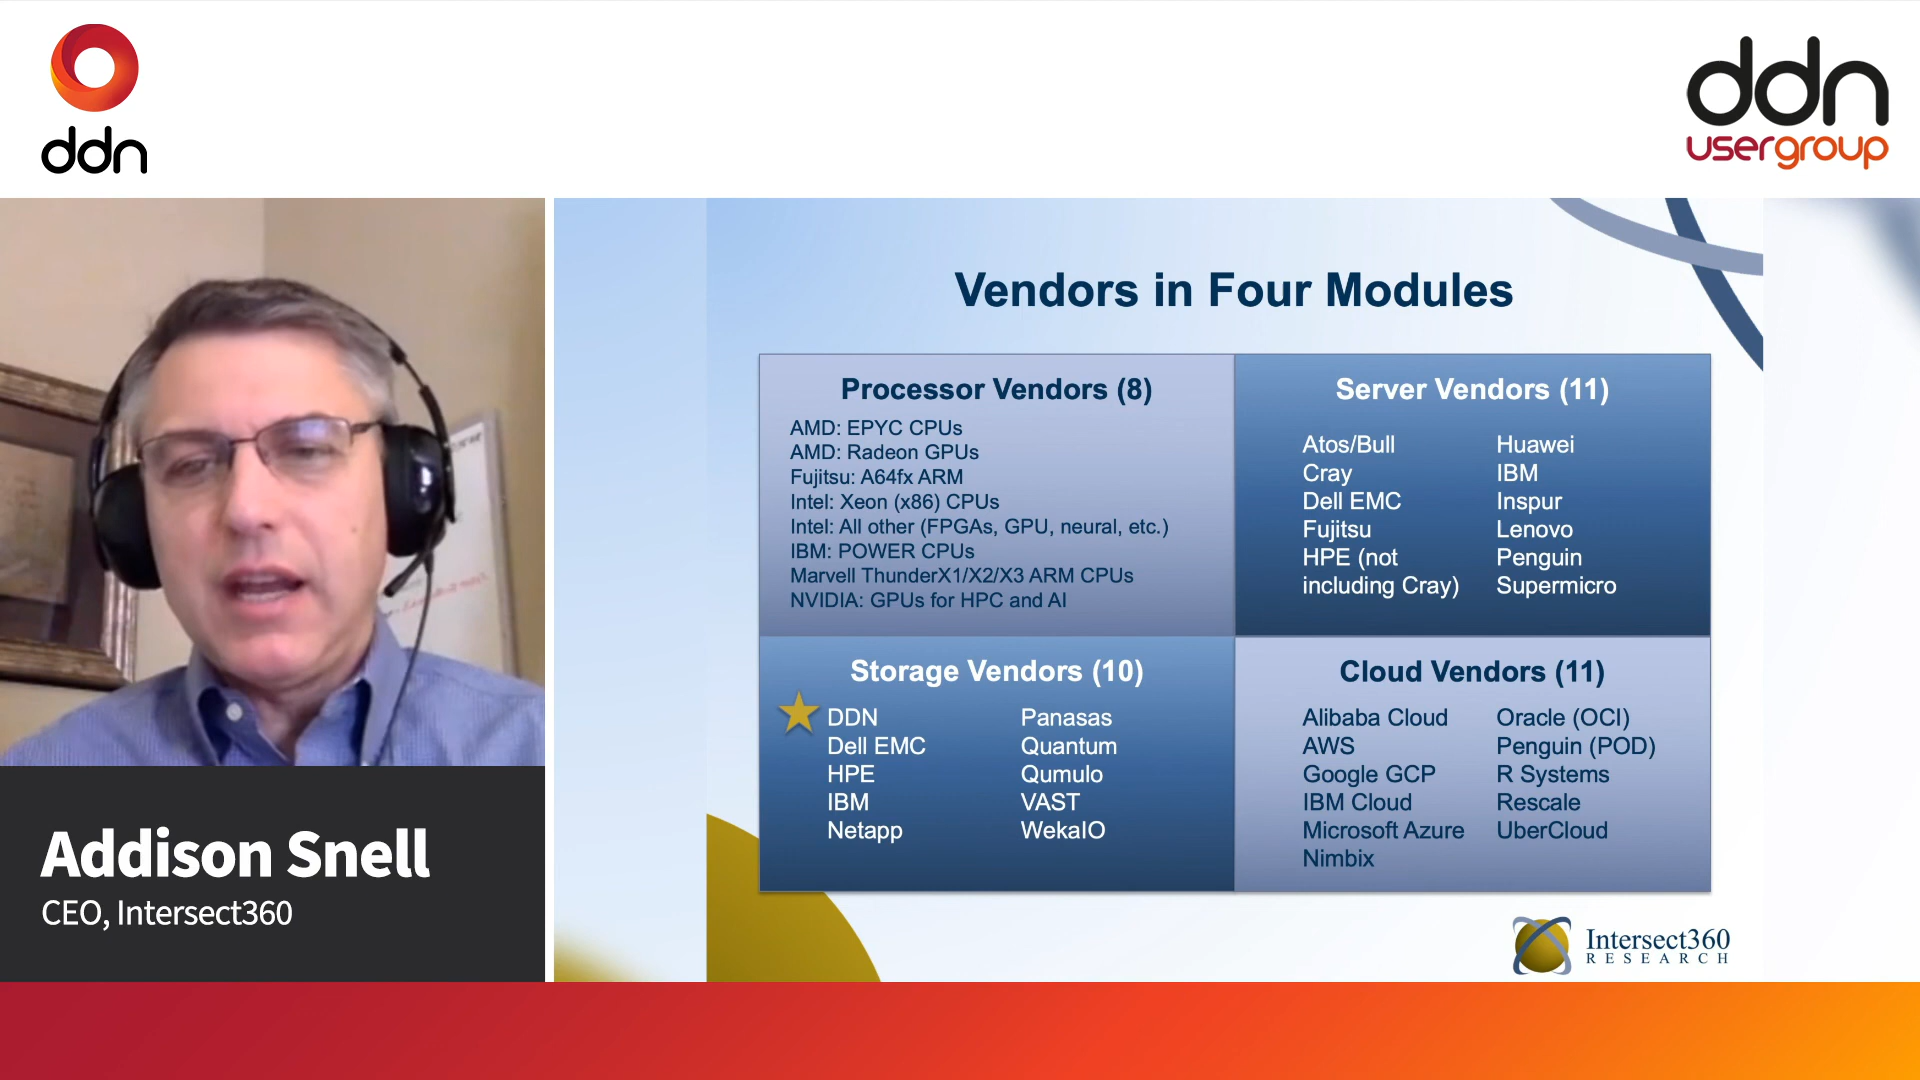 ddn
ddn
usergroup
Vendors in Four Modules
Processor Vendors (8)
AMD: EPYC CPUs
AMD: Radeon GPUs
Fujitsu: A64fx ARM
Intel: Xeon (x86) CPUs
Intel: All other (FPGAs, GPU, neural, etc.)
IBM: POWER CPUs
Marvell ThunderX1/X2/X3 ARM CPUs
NVIDIA: GPUs for HPC and AI
Server Vendors (11)
Atos/Bull
Cray
Dell EMC
Fujitsu
HPE (not
including Cray)
Huawei
IBM
Inspur
Lenovo
Penguin
Supermicro
Storage Vendors (10)
DDN
Dell EMC
HPE
IBM
Netapp
Panasas
Quantum
Qumulo
VAST
WekaIO
Cloud Vendors (11)
Alibaba Cloud
AWS
Google GCP
IBM Cloud
Microsoft Azure
Nimbix
Oracle (OCI)
Penguin (POD)
R Systems
Rescale
UberCloud
Addison Snell
CEO, Intersect360
Intersect360
RESEARCH